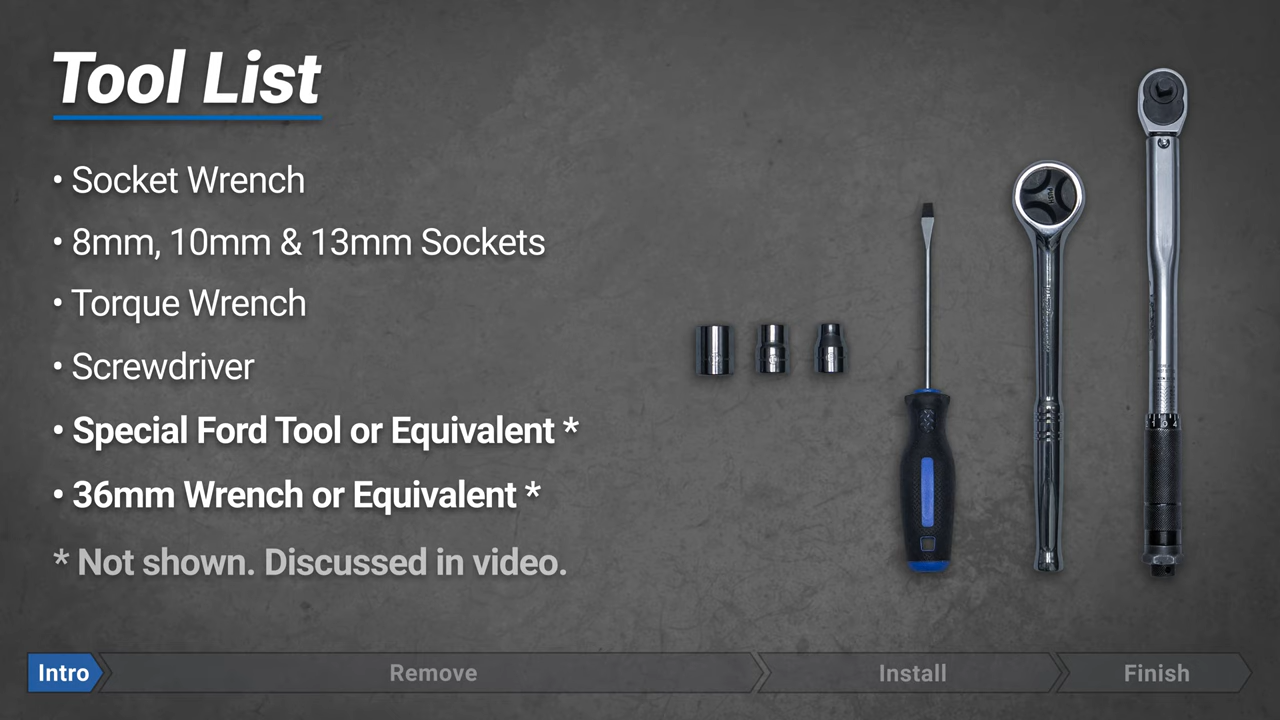 Tool List
• Socket Wrench
• 8mm, 10mm & 13mm Sockets
• Torque Wrench
• Screwdriver
• Special Ford Tool or Equivalent *
• 36mm Wrench or Equivalent *
* Not shown. Discussed in video.
Intro
Remove
Install
Finish